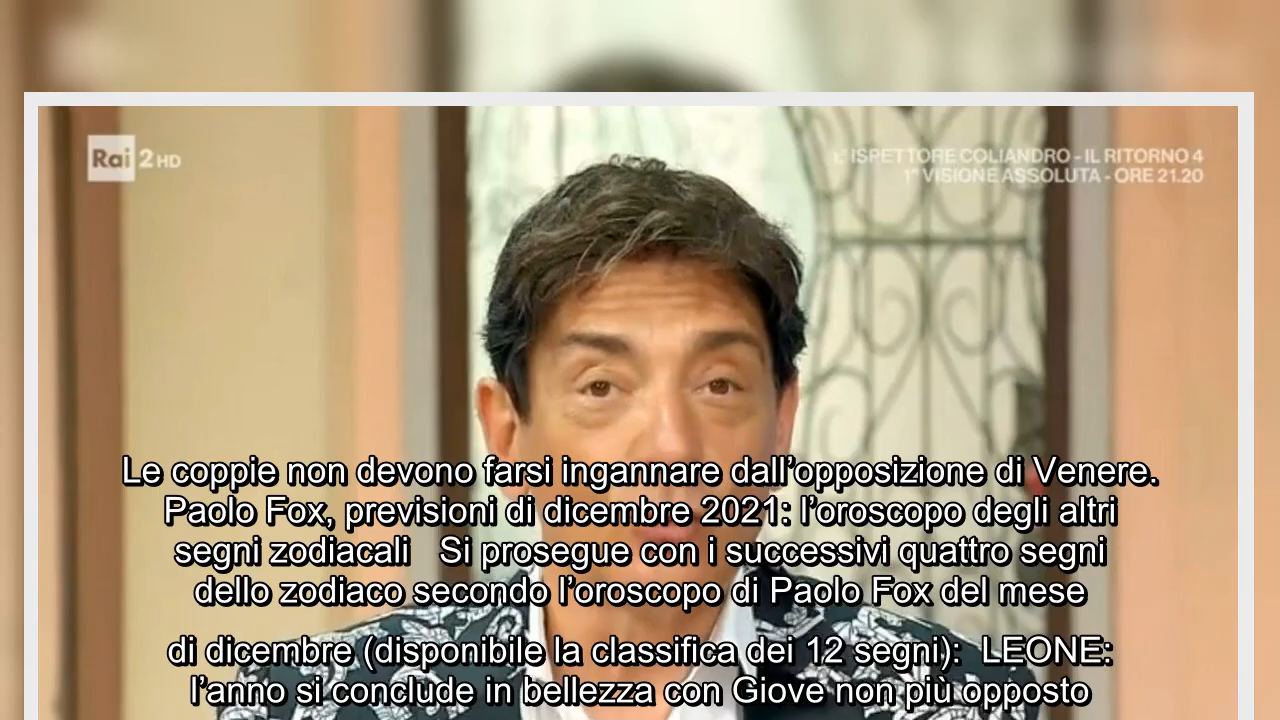 Rai 2 HD
L'ISPETTORE COLIANDRO - IL RITORNO 4
1ª VISIONE ASSOLUTA - ORE 21.20
Le coppie non devono farsi ingannare dall’opposizione di Venere.
Paolo Fox, previsioni di dicembre 2021: l’oroscopo degli altri
segni zodiacali   Si prosegue con i successivi quattro segni
dello zodiaco secondo l’oroscopo di Paolo Fox del mese
di dicembre (disponibile la classifica dei 12 segni):  LEONE:
l’anno si conclude in bellezza con Giove non più opposto